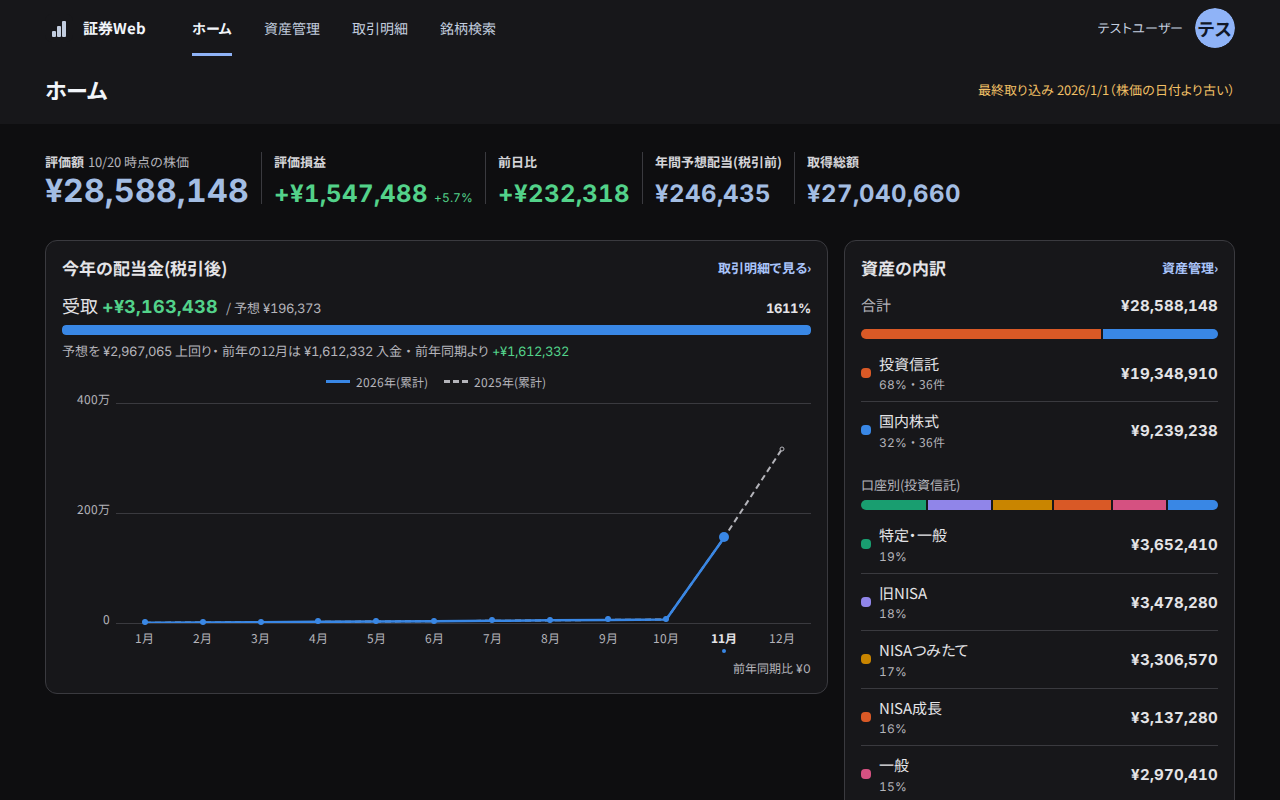 証券Web
ホーム
資産管理
取引明細
銘柄検索
テストユーザー
テス
ホーム
最終取り込み 2026/1/1(株価の日付より古い)
評価額 10/20 時点の株価
¥28,588,148
評価損益
+¥1,547,488 +5.7%
前日比
+¥232,318
年間予想配当(税引前)
¥246,435
取得総額
¥27,040,660
今年の配当金(税引後)
取引明細で見る›
受取 +¥3,163,438 / 予想 ¥196,373
1611%
予想を ¥2,967,065 上回り・前年の12月は ¥1,612,332 入金・前年同期より +¥1,612,332
2026年(累計)
2025年(累計)
400万
200万
0
1月
2月
3月
4月
5月
6月
7月
8月
9月
10月
11月
12月
前年同期比 ¥0
資産の内訳
資産管理›
合計
¥28,588,148
投資信託
¥19,348,910
68%・36件
国内株式
¥9,239,238
32%・36件
口座別(投資信託)
特定・一般
¥3,652,410
19%
旧NISA
¥3,478,280
18%
NISAつみたて
¥3,306,570
17%
NISA成長
¥3,137,280
16%
一般
¥2,970,410
15%